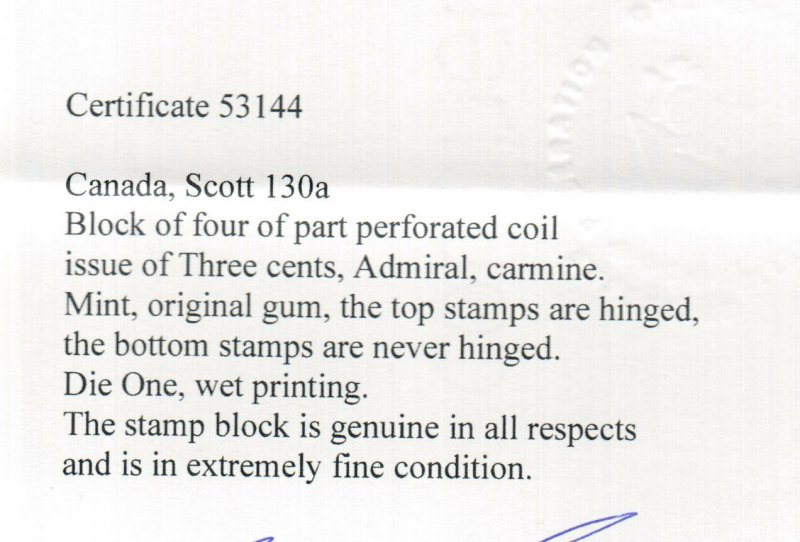 Certificate 53144
Canada, Scott 130a
Block of four of part perforated coil
issue of Three cents, Admiral, carmine.
Mint, original gum, the top stamps are hinged,
the bottom stamps are never hinged.
Die One, wet printing.
The stamp block is genuine in all respects
and is in extremely fine condition.